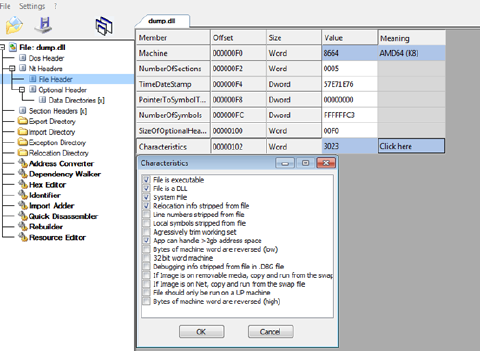 File Settings ?
dump.dll
File: dump.dll
Dos Header
Nt Headers
File Header
Optional Header
Data Directories [x]
Section Headers [x]
Export Directory
Import Directory
Exception Directory
Relocation Directory
Address Converter
Dependency Walker
Hex Editor
Identifier
Import Adder
Quick Disassembler
Rebuilder
Resource Editor
Member Offset Size Value Meaning
Machine 000000F0 Word 8664 AMD64 (K8)
NumberOfSections 000000F2 Word 0005
TimeDateStamp 000000F4 Dword 57E71E76
PointerToSymbolT... 000000F8 Dword 00000000
NumberOfSymbols 000000FC Dword FFFFFFC3
SizeOfOptionalHea... 00000100 Word 00F0
Characteristics 00000102 Word 3023 Click here
Characteristics
File is executable
File is a DLL
System File
Relocation info stripped from file
Line numbers stripped from file
Local symbols stripped from file
Agressively trim working set
App can handle >2gb address space
Bytes of machine word are reversed (low)
32 bit word machine
Debugging info stripped from file in .DBG file
If Image is on removable media, copy and run from the swap
If Image is on Net, copy and run from the swap file
File should only be run on a UP machine
Bytes of machine word are reversed (high)
OK Cancel